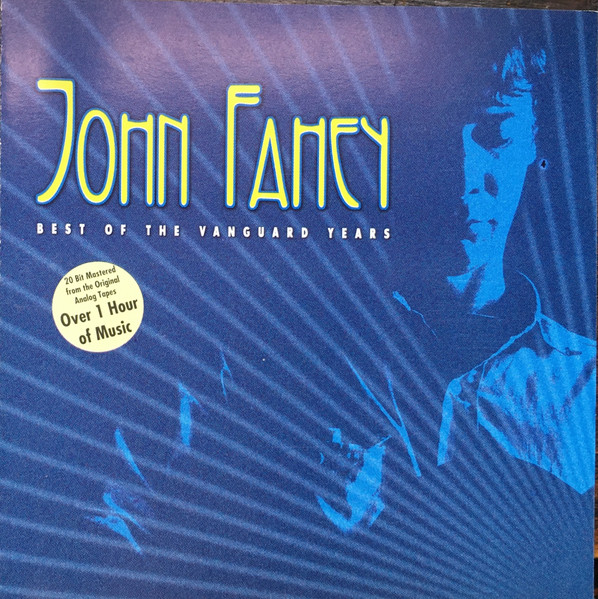 JOHN FAHEY
BEST OF THE VANGUARD YEARS
20 Bit Mastered
from the Original
Analog Tapes
Over 1 Hour
of Music